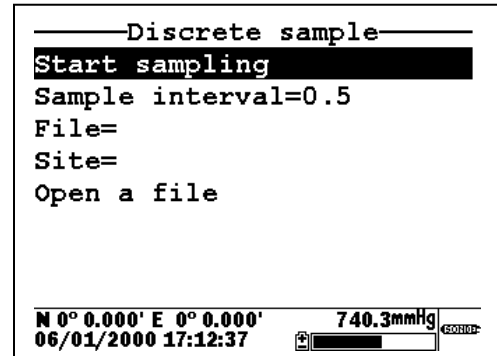 Discrete sample
Start sampling
Sample interval=0.5
File=
Site=
Open a file
N 0° 0.000' E 0° 0.000' 740.3mmHg
06/01/2000 17:12:37